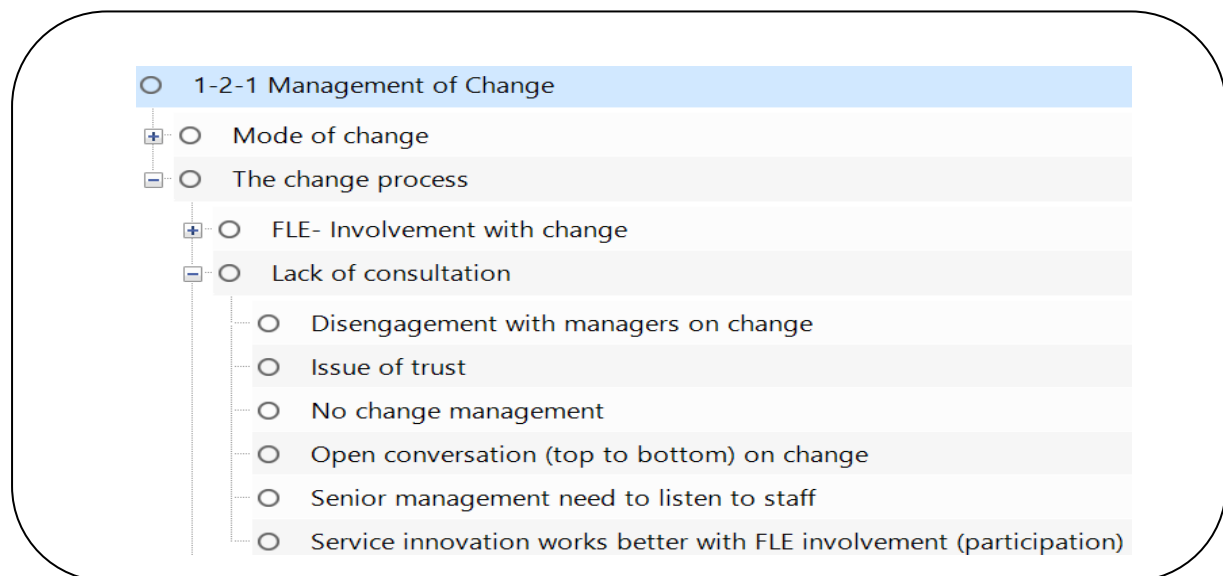 1-2-1 Management of Change
Mode of change
The change process
FLE- Involvement with change
Lack of consultation
Disengagement with managers on change
Issue of trust
No change management
Open conversation (top to bottom) on change
Senior management need to listen to staff
Service innovation works better with FLE involvement (participation)